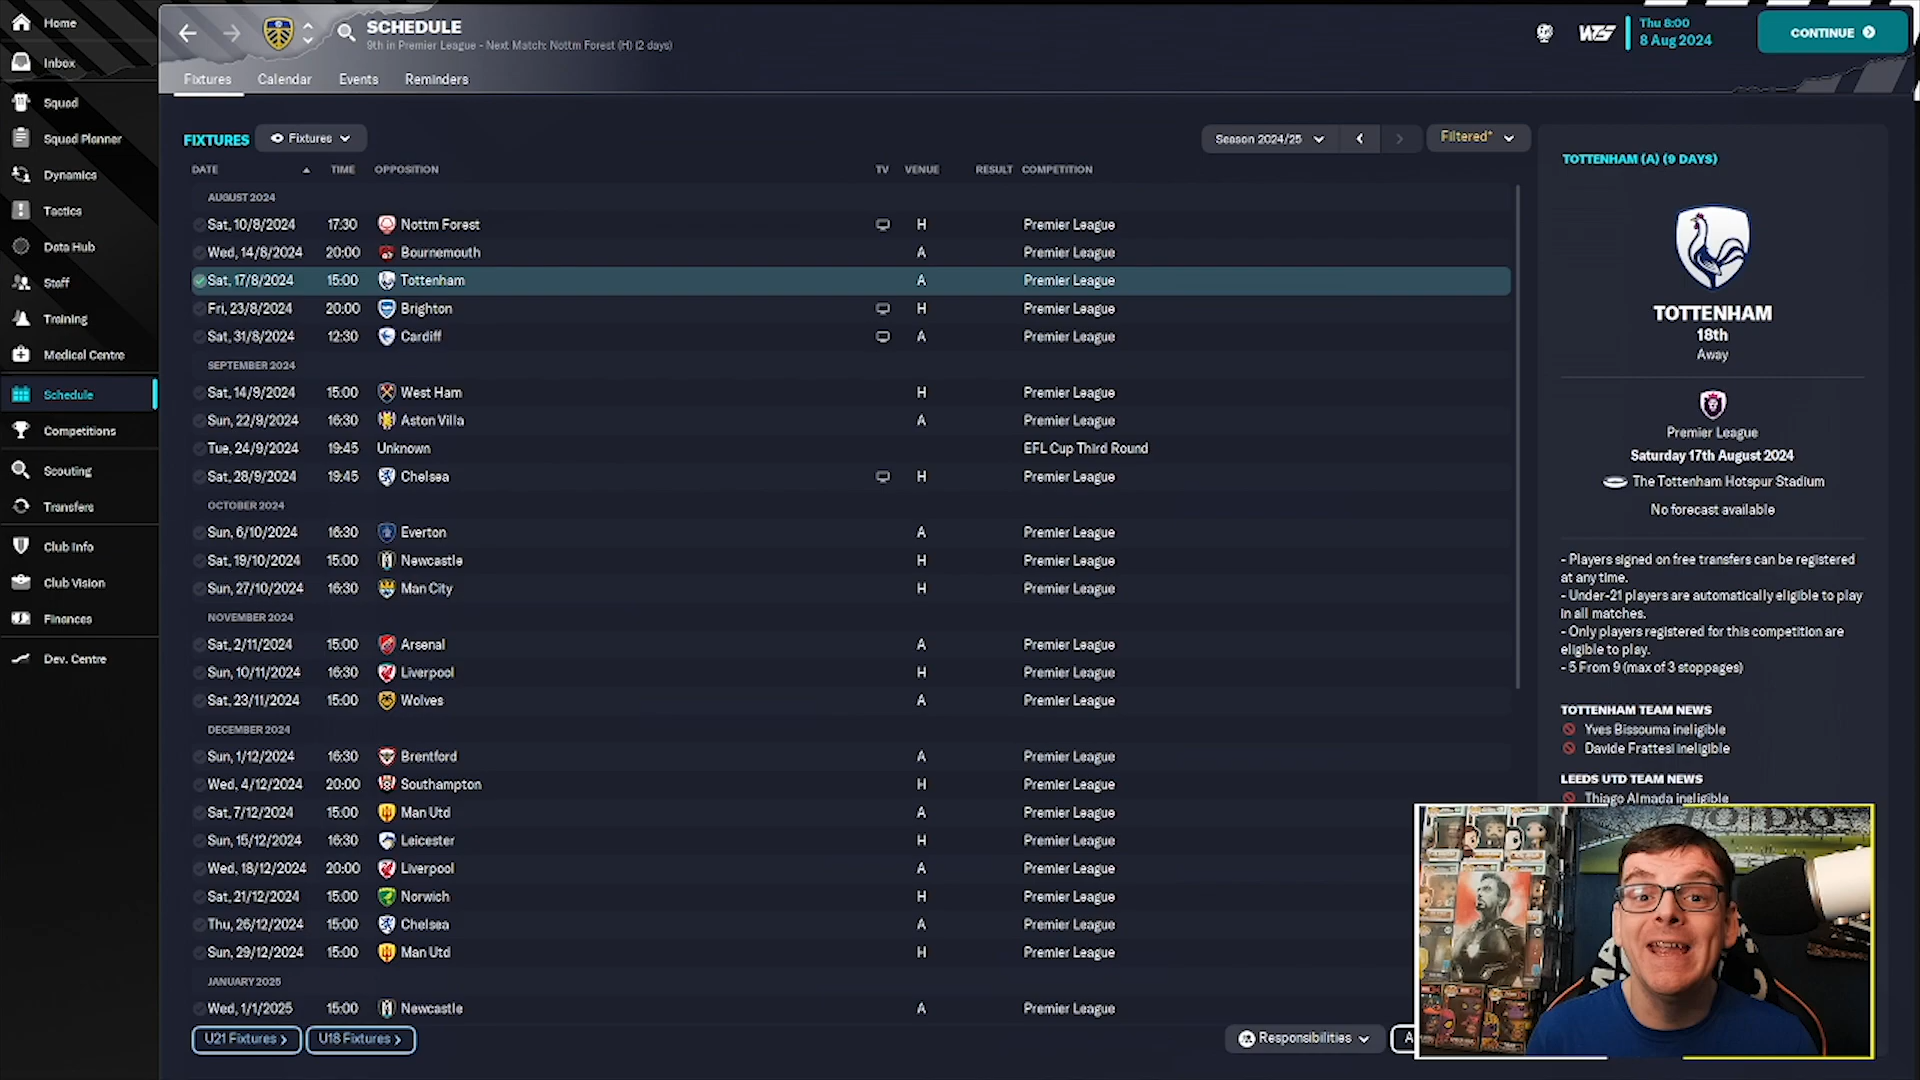 Home
SCHEDULE
9th in Premier League - Next Match: Nottm Forest (H) (2 days)
Thu 8:00
8 Aug 2024
CONTINUE
Inbox
Fixtures Calendar Events Reminders
Squad
Squad Planner
Dynamics
Tactics
Data Hub
Staff
Training
Medical Centre
Schedule
Competitions
Scouting
Transfers
Club Info
Club Vision
Finances
Dev. Centre
FIXTURES Fixtures Season 2024/25 Filtered*
DATE TIME OPPOSITION TV VENUE RESULT COMPETITION
AUGUST 2024
Sat, 10/8/2024 17:30 Nottm Forest H Premier League
Wed, 14/8/2024 20:00 Bournemouth A Premier League
Sat, 17/8/2024 15:00 Tottenham A Premier League
Fri, 23/8/2024 20:00 Brighton H Premier League
Sat, 31/8/2024 12:30 Cardiff A Premier League
SEPTEMBER 2024
Sat, 14/9/2024 15:00 West Ham H Premier League
Sun, 22/9/2024 16:30 Aston Villa A Premier League
Tue, 24/9/2024 19:45 Unknown EFL Cup Third Round
Sat, 28/9/2024 19:45 Chelsea H Premier League
OCTOBER 2024
Sun, 6/10/2024 16:30 Everton A Premier League
Sat, 19/10/2024 15:00 Newcastle H Premier League
Sun, 27/10/2024 16:30 Man City H Premier League
NOVEMBER 2024
Sat, 2/11/2024 15:00 Arsenal A Premier League
Sun, 10/11/2024 16:30 Liverpool H Premier League
Sat, 23/11/2024 15:00 Wolves A Premier League
DECEMBER 2024
Sun, 1/12/2024 16:30 Brentford A Premier League
Wed, 4/12/2024 20:00 Southampton H Premier League
Sat, 7/12/2024 15:00 Man Utd A Premier League
Sun, 15/12/2024 16:30 Leicester H Premier League
Wed, 18/12/2024 20:00 Liverpool A Premier League
Sat, 21/12/2024 15:00 Norwich H Premier League
Thu, 26/12/2024 15:00 Chelsea A Premier League
Sun, 29/12/2024 15:00 Man Utd H Premier League
JANUARY 2025
Wed, 1/1/2025 15:00 Newcastle A Premier League
U21 Fixtures > U18 Fixtures > Responsibilities
TOTTENHAM (A) (9 DAYS)
TOTTENHAM
18th
Away
Premier League
Saturday 17th August 2024
The Tottenham Hotspur Stadium
No forecast available
- Players signed on free transfers can be registered
at any time.
- Under-21 players are automatically eligible to play
in all matches.
- Only players registered for this competition are
eligible to play.
- 5 From 9 (max of 3 stoppages)
TOTTENHAM TEAM NEWS
Yves Bissouma ineligible
Davide Frattesi ineligible
LEEDS UTD TEAM NEWS
Thiago Almada ineligible